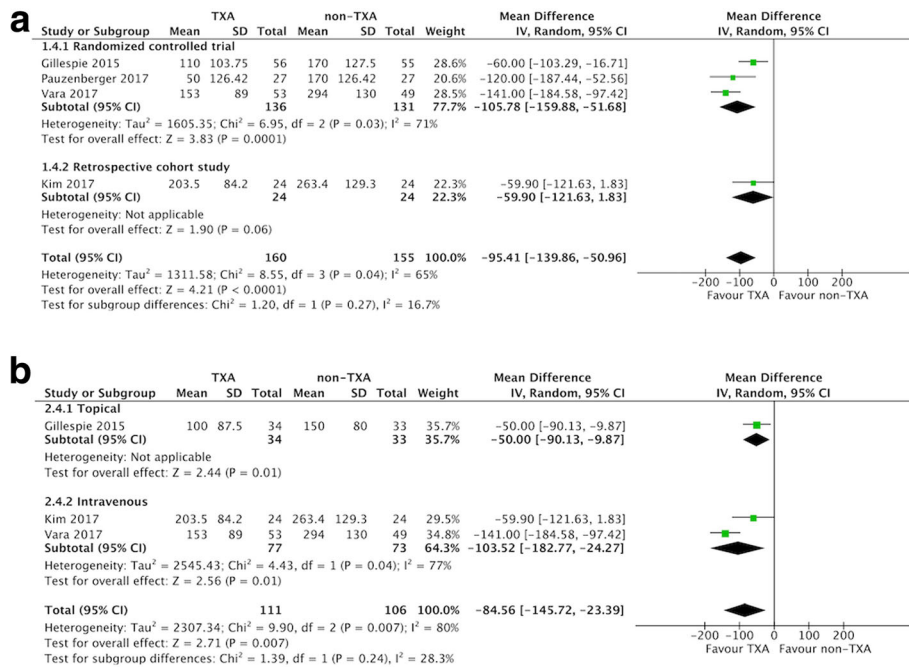 a
TXA non-TXA Mean Difference Mean Difference
Study or Subgroup Mean SD Total Mean SD Total Weight IV, Random, 95% CI IV, Random, 95% CI
1.4.1 Randomized controlled trial
Gillespie 2015 110 103.75 56 170 127.5 55 28.6% -60.00 [-103.29, -16.71]
Pauzenberger 2017 50 126.42 27 170 126.42 27 20.6% -120.00 [-187.44, -52.56]
Vara 2017 153 89 53 294 130 49 28.5% -141.00 [-184.58, -97.42]
Subtotal (95% CI) 136 131 77.7% -105.78 [-159.88, -51.68]
Heterogeneity: Tau² = 1605.35; Chi² = 6.95, df = 2 (P = 0.03); I² = 71%
Test for overall effect: Z = 3.83 (P = 0.0001)
1.4.2 Retrospective cohort study
Kim 2017 203.5 84.2 24 263.4 129.3 24 22.3% -59.90 [-121.63, 1.83]
Subtotal (95% CI) 24 24 22.3% -59.90 [-121.63, 1.83]
Heterogeneity: Not applicable
Test for overall effect: Z = 1.90 (P = 0.06)
Total (95% CI) 160 155 100.0% -95.41 [-139.86, -50.96]
Heterogeneity: Tau² = 1311.58; Chi² = 8.55, df = 3 (P = 0.04); I² = 65%
Test for overall effect: Z = 4.21 (P < 0.0001)
Test for subgroup differences: Chi² = 1.20, df = 1 (P = 0.27), I² = 16.7%
-200 -100 0 100 200
Favour TXA Favour non-TXA
b
TXA non-TXA Mean Difference Mean Difference
Study or Subgroup Mean SD Total Mean SD Total Weight IV, Random, 95% CI IV, Random, 95% CI
2.4.1 Topical
Gillespie 2015 100 87.5 34 150 80 33 35.7% -50.00 [-90.13, -9.87]
Subtotal (95% CI) 34 33 35.7% -50.00 [-90.13, -9.87]
Heterogeneity: Not applicable
Test for overall effect: Z = 2.44 (P = 0.01)
2.4.2 Intravenous
Kim 2017 203.5 84.2 24 263.4 129.3 24 29.5% -59.90 [-121.63, 1.83]
Vara 2017 153 89 53 294 130 49 34.8% -141.00 [-184.58, -97.42]
Subtotal (95% CI) 77 73 64.3% -103.52 [-182.77, -24.27]
Heterogeneity: Tau² = 2545.43; Chi² = 4.43, df = 1 (P = 0.04); I² = 77%
Test for overall effect: Z = 2.56 (P = 0.01)
Total (95% CI) 111 106 100.0% -84.56 [-145.72, -23.39]
Heterogeneity: Tau² = 2307.34; Chi² = 9.90, df = 2 (P = 0.007); I² = 80%
Test for overall effect: Z = 2.71 (P = 0.007)
Test for subgroup differences: Chi² = 1.39, df = 1 (P = 0.24), I² = 28.3%
-200 -100 0 100 200
Favour TXA Favour non-TXA